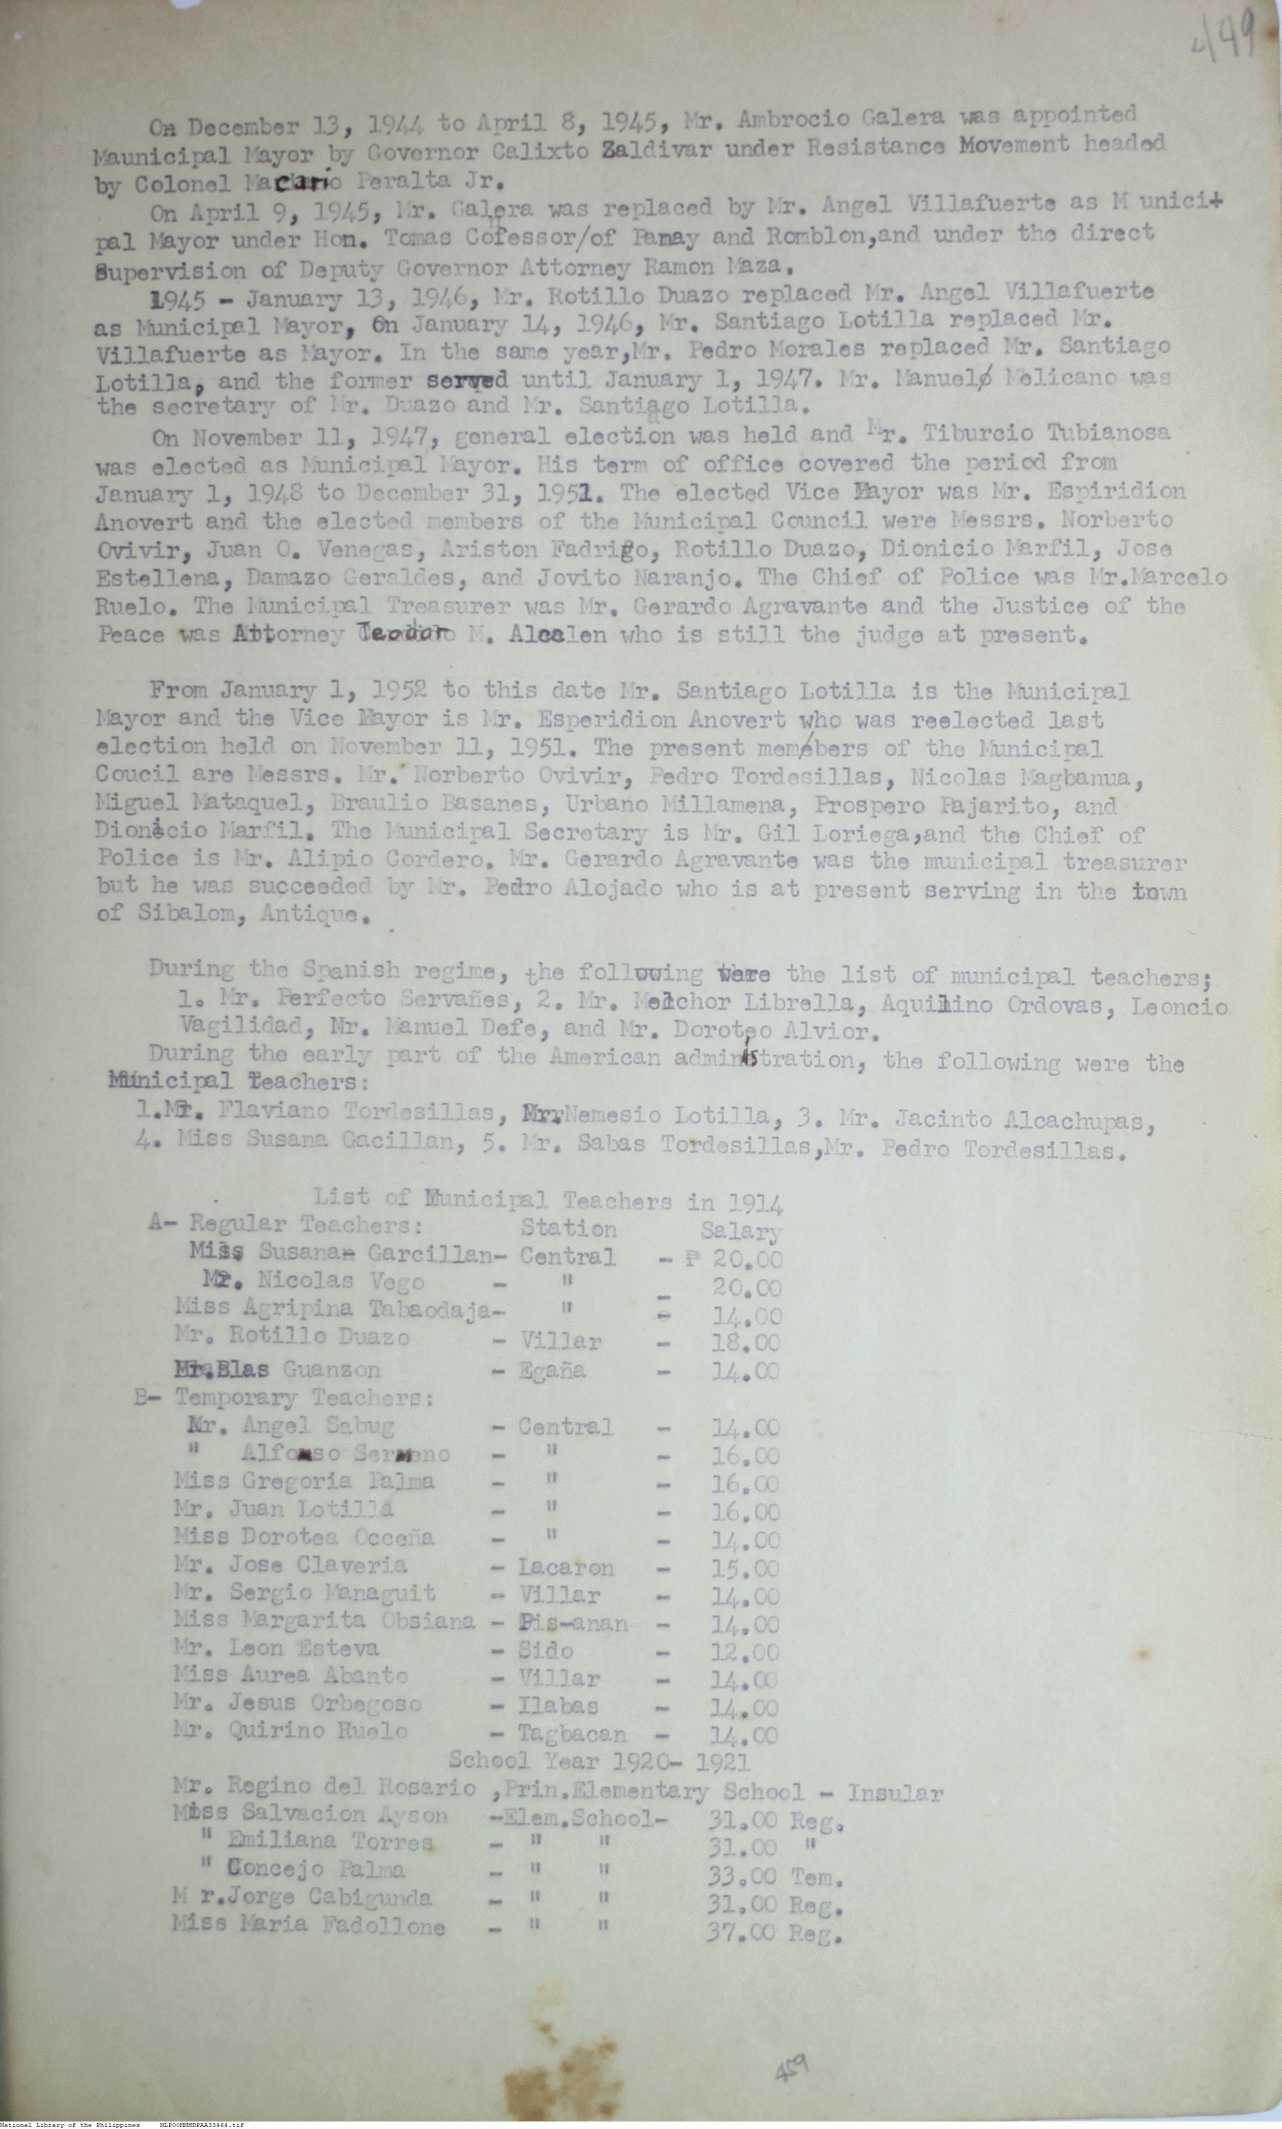 449
On December 13, 1944 to April 8, 1945, Mr. Ambrocio Galera was appointed
Maunicipal Mayor by Governor Calixto Zaldivar under Resistance Movement headed
by Colonel Macario Peralta Jr.
On April 9, 1945, Mr. Galera was replaced by Mr. Angel Villafuerte as M unici+
pal Mayor under Hon. Tomas Cofessor/of Panay and Romblon,and under the direct
Supervision of Deputy Governor Attorney Ramon Maza.
1945 - January 13, 1946, Mr. Rotillo Duazo replaced Mr. Angel Villafuerte
as Municipal Mayor, On January 14, 1946, Mr. Santiago Lotilla replaced Mr.
Villafuerte as Mayor. In the same year,Mr. Pedro Morales replaced Mr. Santiago
Lotilla, and the former served until January 1, 1947. Mr. Manuel Melicano was
the secretary of Mr. Duazo and Mr. Santiago Lotilla.
On November 11, 1947, general election was held and Mr. Tiburcio Tubianosa
was elected as Municipal Mayor. His term of office covered the period from
January 1, 1948 to December 31, 1951. The elected Vice Mayor was Mr. Espiridion
Anovert and the elected members of the Municipal Council were Messrs. Norberto
Ovivir, Juan O. Venegas, Ariston Fadrigo, Rotillo Duazo, Dionicio Marfil, Jose
Estellena, Damazo Geraldes, and Jovito Naranjo. The Chief of Police was Mr.Marcelo
Ruelo. The Municipal Treasurer was Mr. Gerardo Agravante and the Justice of the
Peace was Attorney Teodoro M. Alcalen who is still the judge at present.
From January 1, 1952 to this date Mr. Santiago Lotilla is the Municipal
Mayor and the Vice Mayor is Mr. Esperidion Anovert who was reelected last
election held on November 11, 1951. The present members of the Municipal
Coucil are Messrs. Mr. Norberto Ovivir, Pedro Tordesillas, Nicolas Magbanua,
Miguel Mataquel, Braulio Basanes, Urbano Millamena, Prospero Pajarito, and
Dionicio Marfil. The Municipal Secretary is Mr. Gil Loriega,and the Chief of
Police is Mr. Alipio Cordero. Mr. Gerardo Agravante was the municipal treasurer
but he was succeeded by Mr. Pedro Alojado who is at present serving in the town
of Sibalom, Antique.
During the Spanish regime, the following were the list of municipal teachers;
1. Mr. Perfecto Servañes, 2. Mr. Melchor Librella, Aquilino Ordovas, Leoncio
Vagilidad, Mr. Manuel Defe, and Mr. Doroteo Alvior.
During the early part of the American administration, the following were the
Municipal teachers:
1.Mr. Flaviano Tordesillas, Mr. Nemesio Lotilla, 3. Mr. Jacinto Alcachupas,
4. Miss Susana Gacillan, 5. Mr. Sabas Tordesillas,Mr. Pedro Tordesillas.
List of Municipal Teachers in 1914
A- Regular Teachers: Station Salary
Miss Susana- Garcillan- Central - ₱ 20.00
Mr. Nicolas Vego - " - 20.00
Miss Agripina Tabaodaja- " - 14.00
Mr. Rotillo Duazo - Villar - 18.00
Mr.Blas Guanzon - Egaña - 14.00
B- Temporary Teachers:
Mr. Angel Sabug - Central - 14.00
" Alfonso - " - 16.00
Miss Gregoria Palma - " - 16.00
Mr. Juan Lotilla - " - 16.00
Miss Dorotea Occeña - " - 14.00
Mr. Jose Claveria - Lacaron - 15.00
Mr. Sergio Managuit - Villar - 14.00
Miss Margarita Obsiana - Pis-anan - 14.00
Mr. Leon Esteva - Sido - 12.00
Miss Aurea Abanto - Villar - 14.00
Mr. Jesus Orbegoso - Ilabas - 14.00
Mr. Quirino Ruelo - Tagbacan - 14.00
School Year 1920- 1921
Mr. Regino del Rosario ,Prin.Elementary School - Insular
Miss Salvacion Ayson -Elem.School- 31.00 Reg.
" Emiliana Torres - " " 31.00 "
" Concejo Palma - " " 33.00 Tem.
M r.Jorge Cabigunda - " " 31.00 Reg.
Miss Maria Fadollone - " " 37.00 Reg.
459
National Library of the Philippines NLPOOMNHDPAA33464.tif